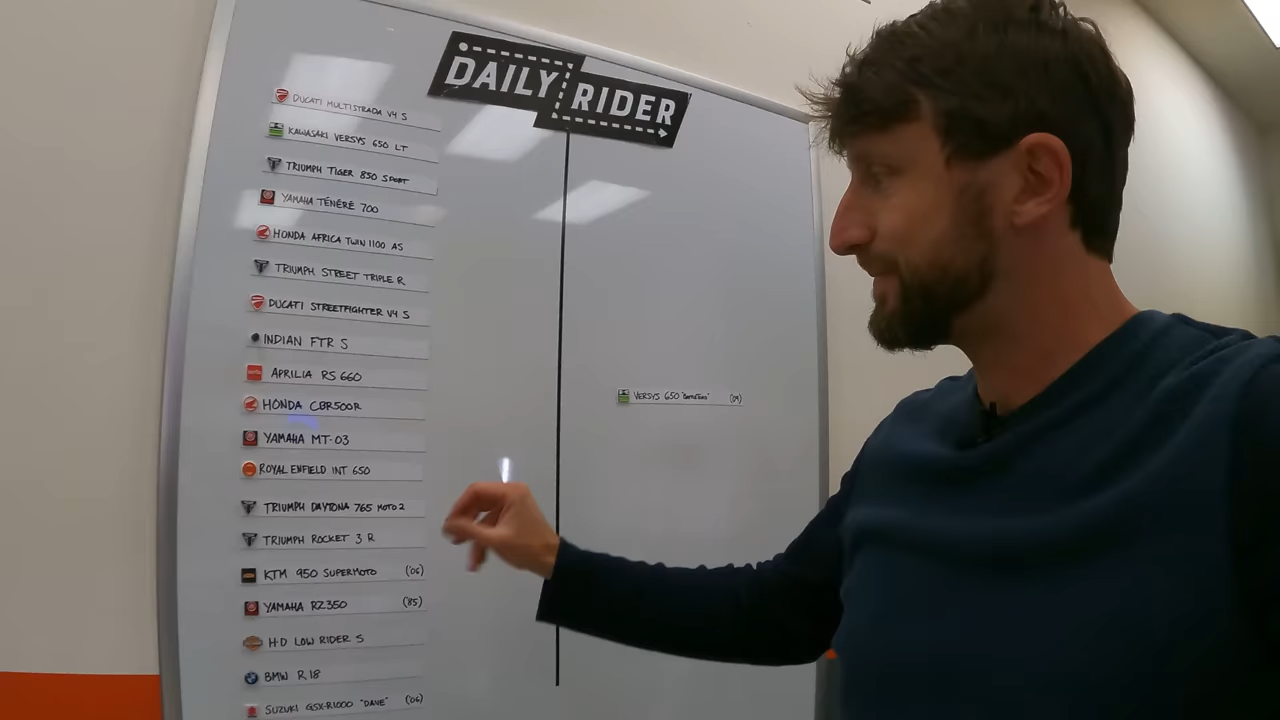 DAILY RIDER
DUCATI MULTISTRADA V4 S
KAWASAKI VERSYS 650 LT
TRIUMPH TIGER 850 SPORT
YAMAHA TÉNÉRÉ 700
HONDA AFRICA TWIN 1100 AS
TRIUMPH STREET TRIPLE R
DUCATI STREETFIGHTER V4 S
INDIAN FTR S
APRILIA RS 660
HONDA CBR500R
YAMAHA MT-03
ROYAL ENFIELD INT 650
TRIUMPH DAYTONA 765 MOTO2
TRIUMPH ROCKET 3 R
KTM 950 SUPERMOTO ('06)
YAMAHA RZ350 ('85)
HD LOW RIDER S
BMW R18
SUZUKI GSX-R1000 "DAVE" ('06)
VERSYS 650